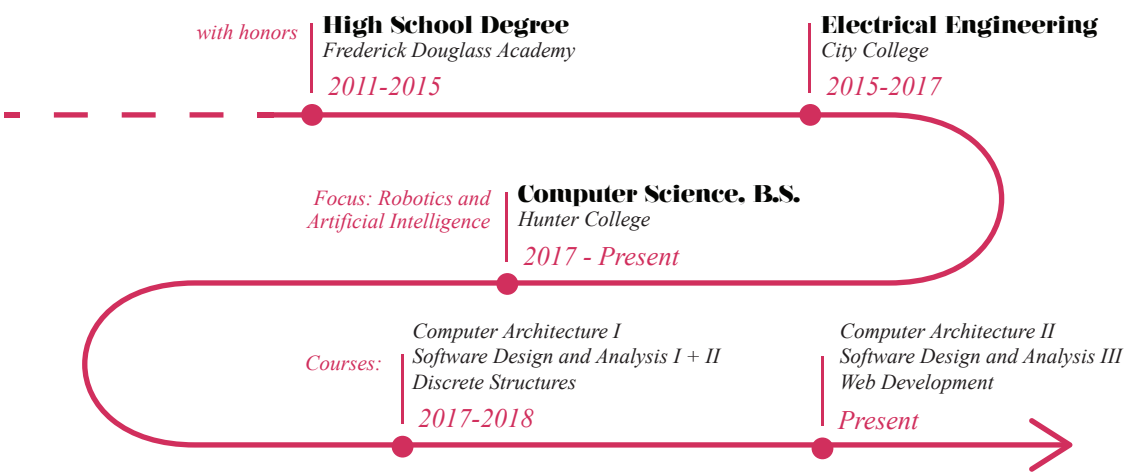 with honors
High School Degree
Frederick Douglass Academy
2011-2015
Electrical Engineering
City College
2015-2017
Focus: Robotics and
Artificial Intelligence
Computer Science, B.S.
Hunter College
2017 - Present
Courses:
Computer Architecture I
Software Design and Analysis I + II
Discrete Structures
2017-2018
Computer Architecture II
Software Design and Analysis III
Web Development
Present